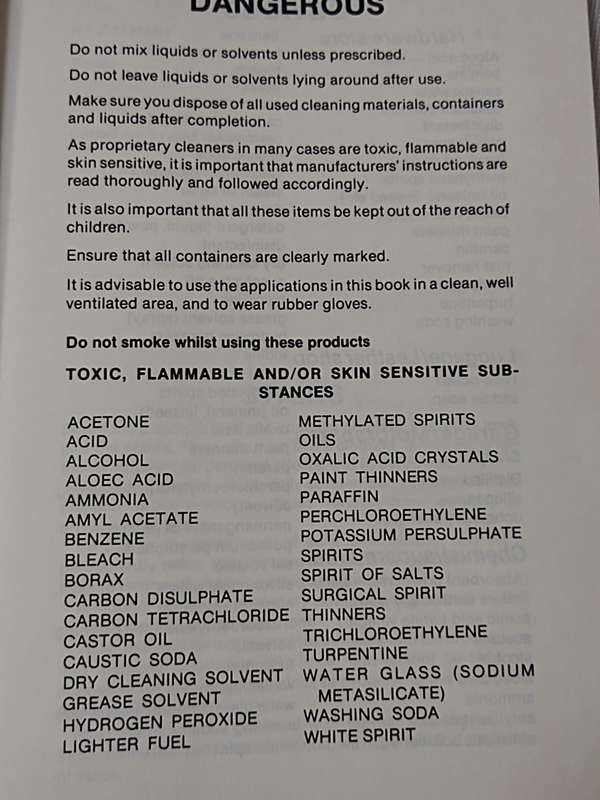 DANGEROUS
Do not mix liquids or solvents unless prescribed.
Do not leave liquids or solvents lying around after use.
Make sure you dispose of all used cleaning materials, containers
and liquids after completion.
As proprietary cleaners in many cases are toxic, flammable and
skin sensitive, it is important that manufacturers' instructions are
read thoroughly and followed accordingly.
It is also important that all these items be kept out of the reach of
children.
Ensure that all containers are clearly marked.
It is advisable to use the applications in this book in a clean, well
ventilated area, and to wear rubber gloves.
Do not smoke whilst using these products
TOXIC, FLAMMABLE AND/OR SKIN SENSITIVE SUB-
STANCES
ACETONE
ACID
ALCOHOL
ALOEC ACID
AMMONIA
AMYL ACETATE
BENZENE
BLEACH
BORAX
CARBON DISULPHATE
CARBON TETRACHLORIDE
CASTOR OIL
CAUSTIC SODA
DRY CLEANING SOLVENT
GREASE SOLVENT
HYDROGEN PEROXIDE
LIGHTER FUEL
METHYLATED SPIRITS
OILS
OXALIC ACID CRYSTALS
PAINT THINNERS
PARAFFIN
PERCHLOROETHYLENE
POTASSIUM PERSULPHATE
SPIRITS
SPIRIT OF SALTS
SURGICAL SPIRIT
THINNERS
TRICHLOROETHYLENE
TURPENTINE
WATER GLASS (SODIUM
METASILICATE)
WASHING SODA
WHITE SPIRIT